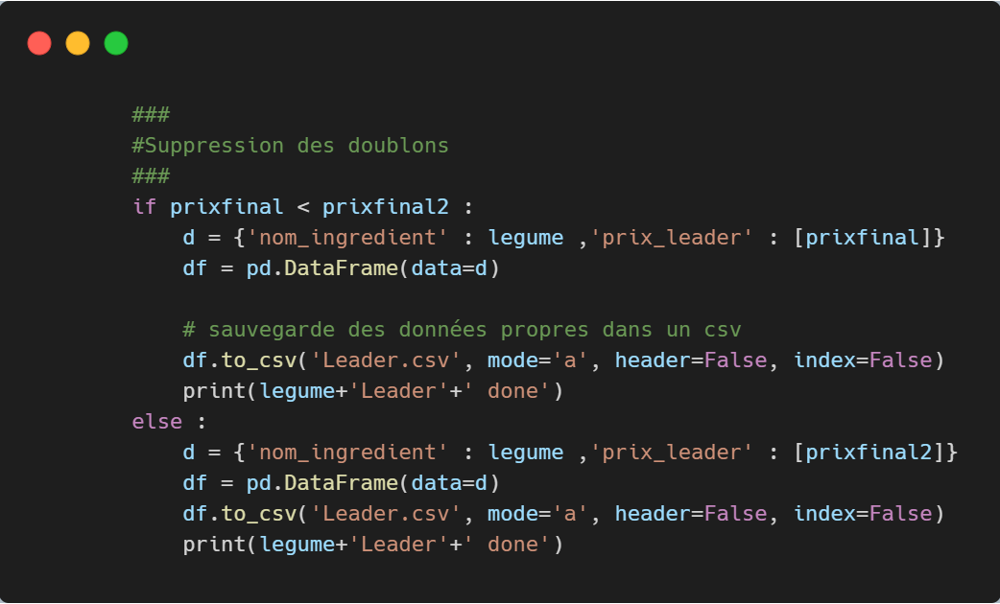 ###
#Suppression des doublons
###
if prixfinal < prixfinal2 :
    d = {'nom_ingredient' : legume ,'prix_leader' : [prixfinal]}
    df = pd.DataFrame(data=d)

    # sauvegarde des données propres dans un csv
    df.to_csv('Leader.csv', mode='a', header=False, index=False)
    print(legume+'Leader'+' done')
else :
    d = {'nom_ingredient' : legume ,'prix_leader' : [prixfinal2]}
    df = pd.DataFrame(data=d)
    df.to_csv('Leader.csv', mode='a', header=False, index=False)
    print(legume+'Leader'+' done')